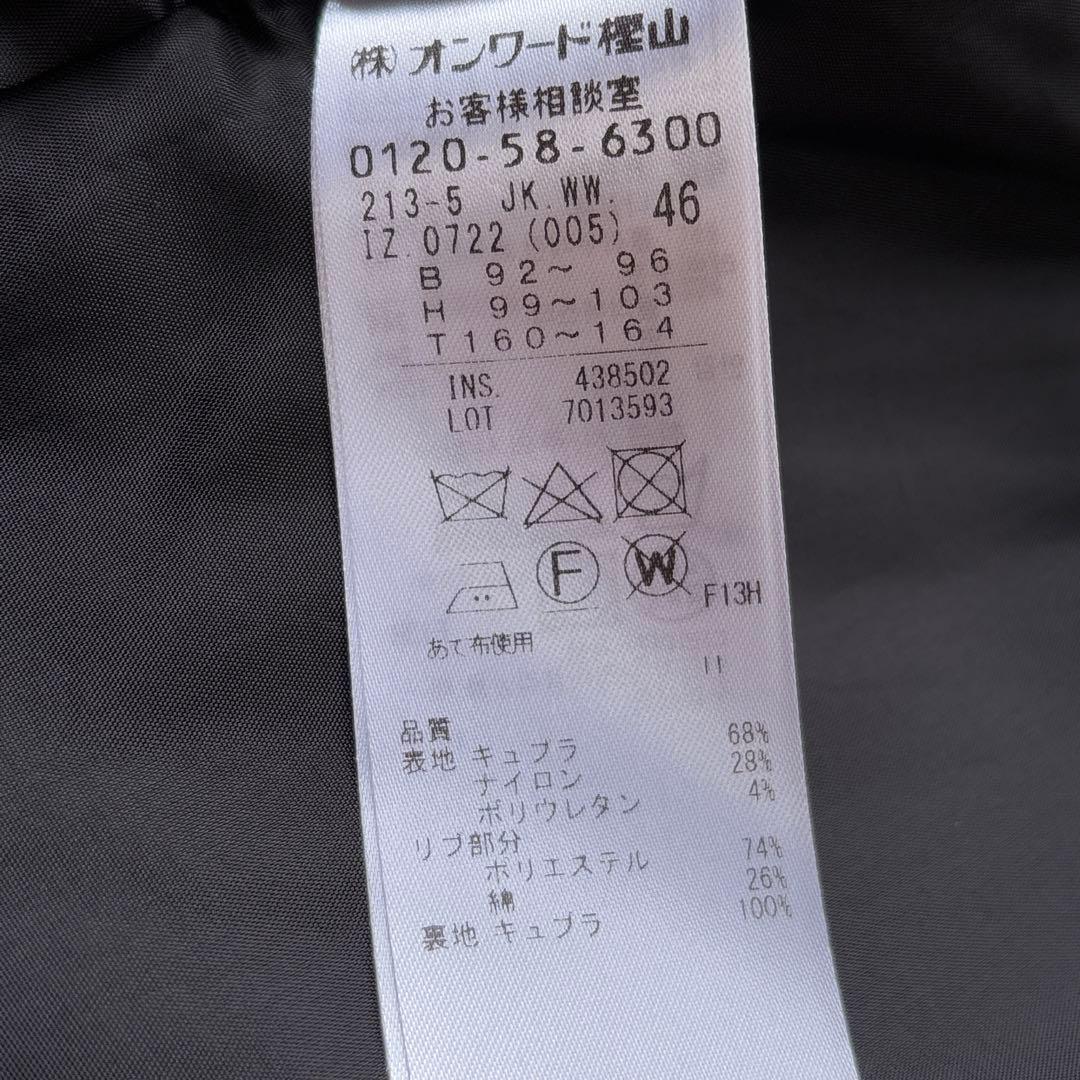 (株)オンワード樫山
お客様相談室
0120-58-6300
213-5 JK.WW. 46
IZ.0722 (005)
B 92～ 96
H 99～103
T160～164
INS. 438502
LOT 7013593
F W
F13H
あて布使用
11
品質
表地 キュプラ 68%
ナイロン 28%
ポリウレタン 4%
リブ部分
ポリエステル 74%
綿 26%
裏地 キュプラ 100%